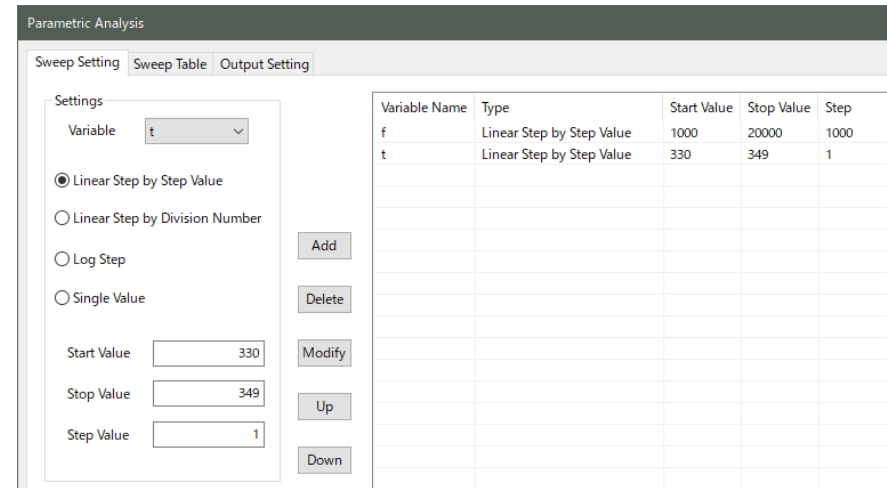 Parametric Analysis
Sweep Setting Sweep Table Output Setting
Settings
Variable t
Linear Step by Step Value
Linear Step by Division Number
Log Step
Single Value
Start Value 330
Stop Value 349
Step Value 1
Add
Delete
Modify
Up
Down
Variable Name Type Start Value Stop Value Step
f Linear Step by Step Value 1000 20000 1000
t Linear Step by Step Value 330 349 1